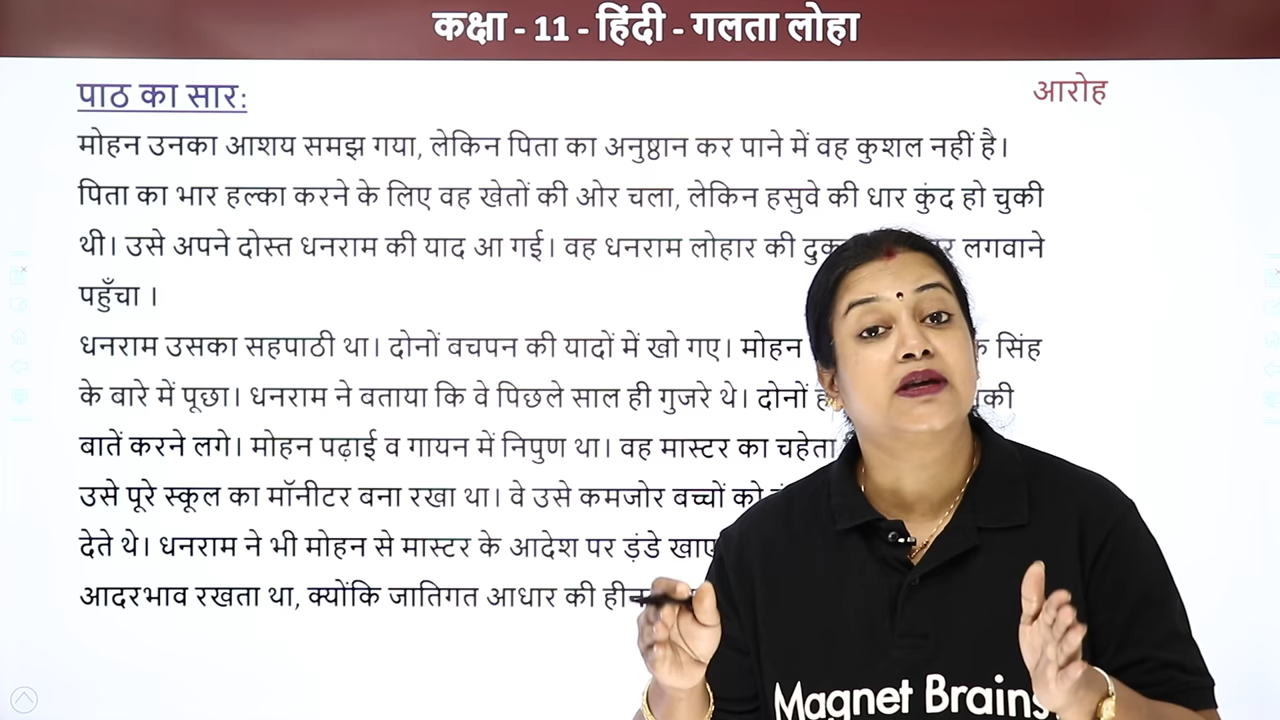 कक्षा - 11 - हिंदी - गलता लोहा
पाठ का सार:
आरोह
मोहन उनका आशय समझ गया, लेकिन पिता का अनुष्ठान कर पाने में वह कुशल नहीं है।
पिता का भार हल्का करने के लिए वह खेतों की ओर चला, लेकिन हसुवे की धार कुंद हो चुकी
थी। उसे अपने दोस्त धनराम की याद आ गई। वह धनराम लोहार की लगवाने
पहुँचा ।
धनराम उसका सहपाठी था। दोनों बचपन की यादों में खो गए। मोहन सिंह
के बारे में पूछा। धनराम ने वताया कि वे पिछले साल ही गुजरे थे। दोनों
बातें करने लगे। मोहन पढ़ाई व गायन में निपुण था। वह मास्टर का चहेता
उसे पूरे स्कूल का मॉनीटर वना रखा था। वे उसे कमजोर बच्चों को
देते थे। धनराम ने भी मोहन से मास्टर के आदेश पर ड़ंडे
आदरभाव रखता था, क्योंकि जातिगत आधार की
Magnet Brains